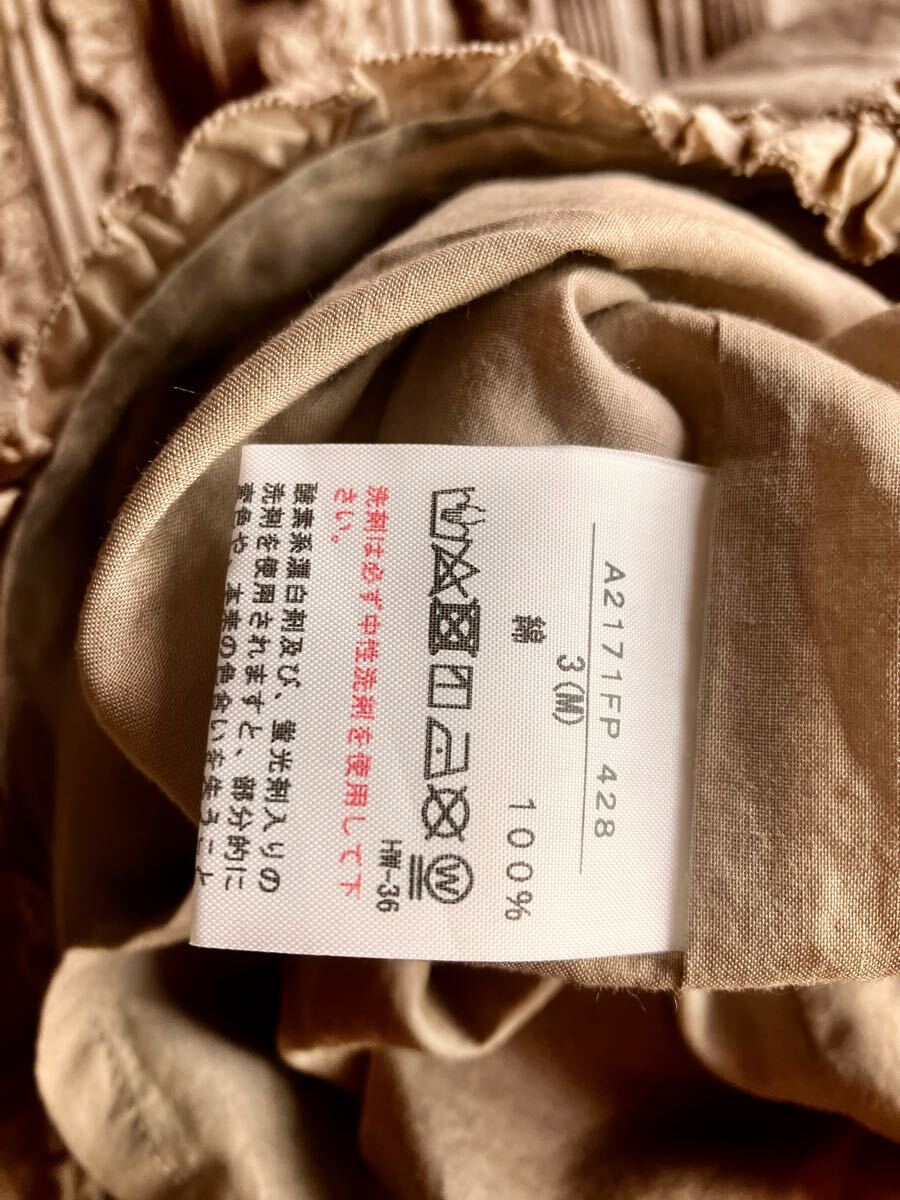 A2171FP 428
3(M)
綿 100%
HW-36
洗剤は必ず中性洗剤を使用して下
さい。
酸素系漂白剤及び、蛍光剤入りの
洗剤を使用されますと、部分的に